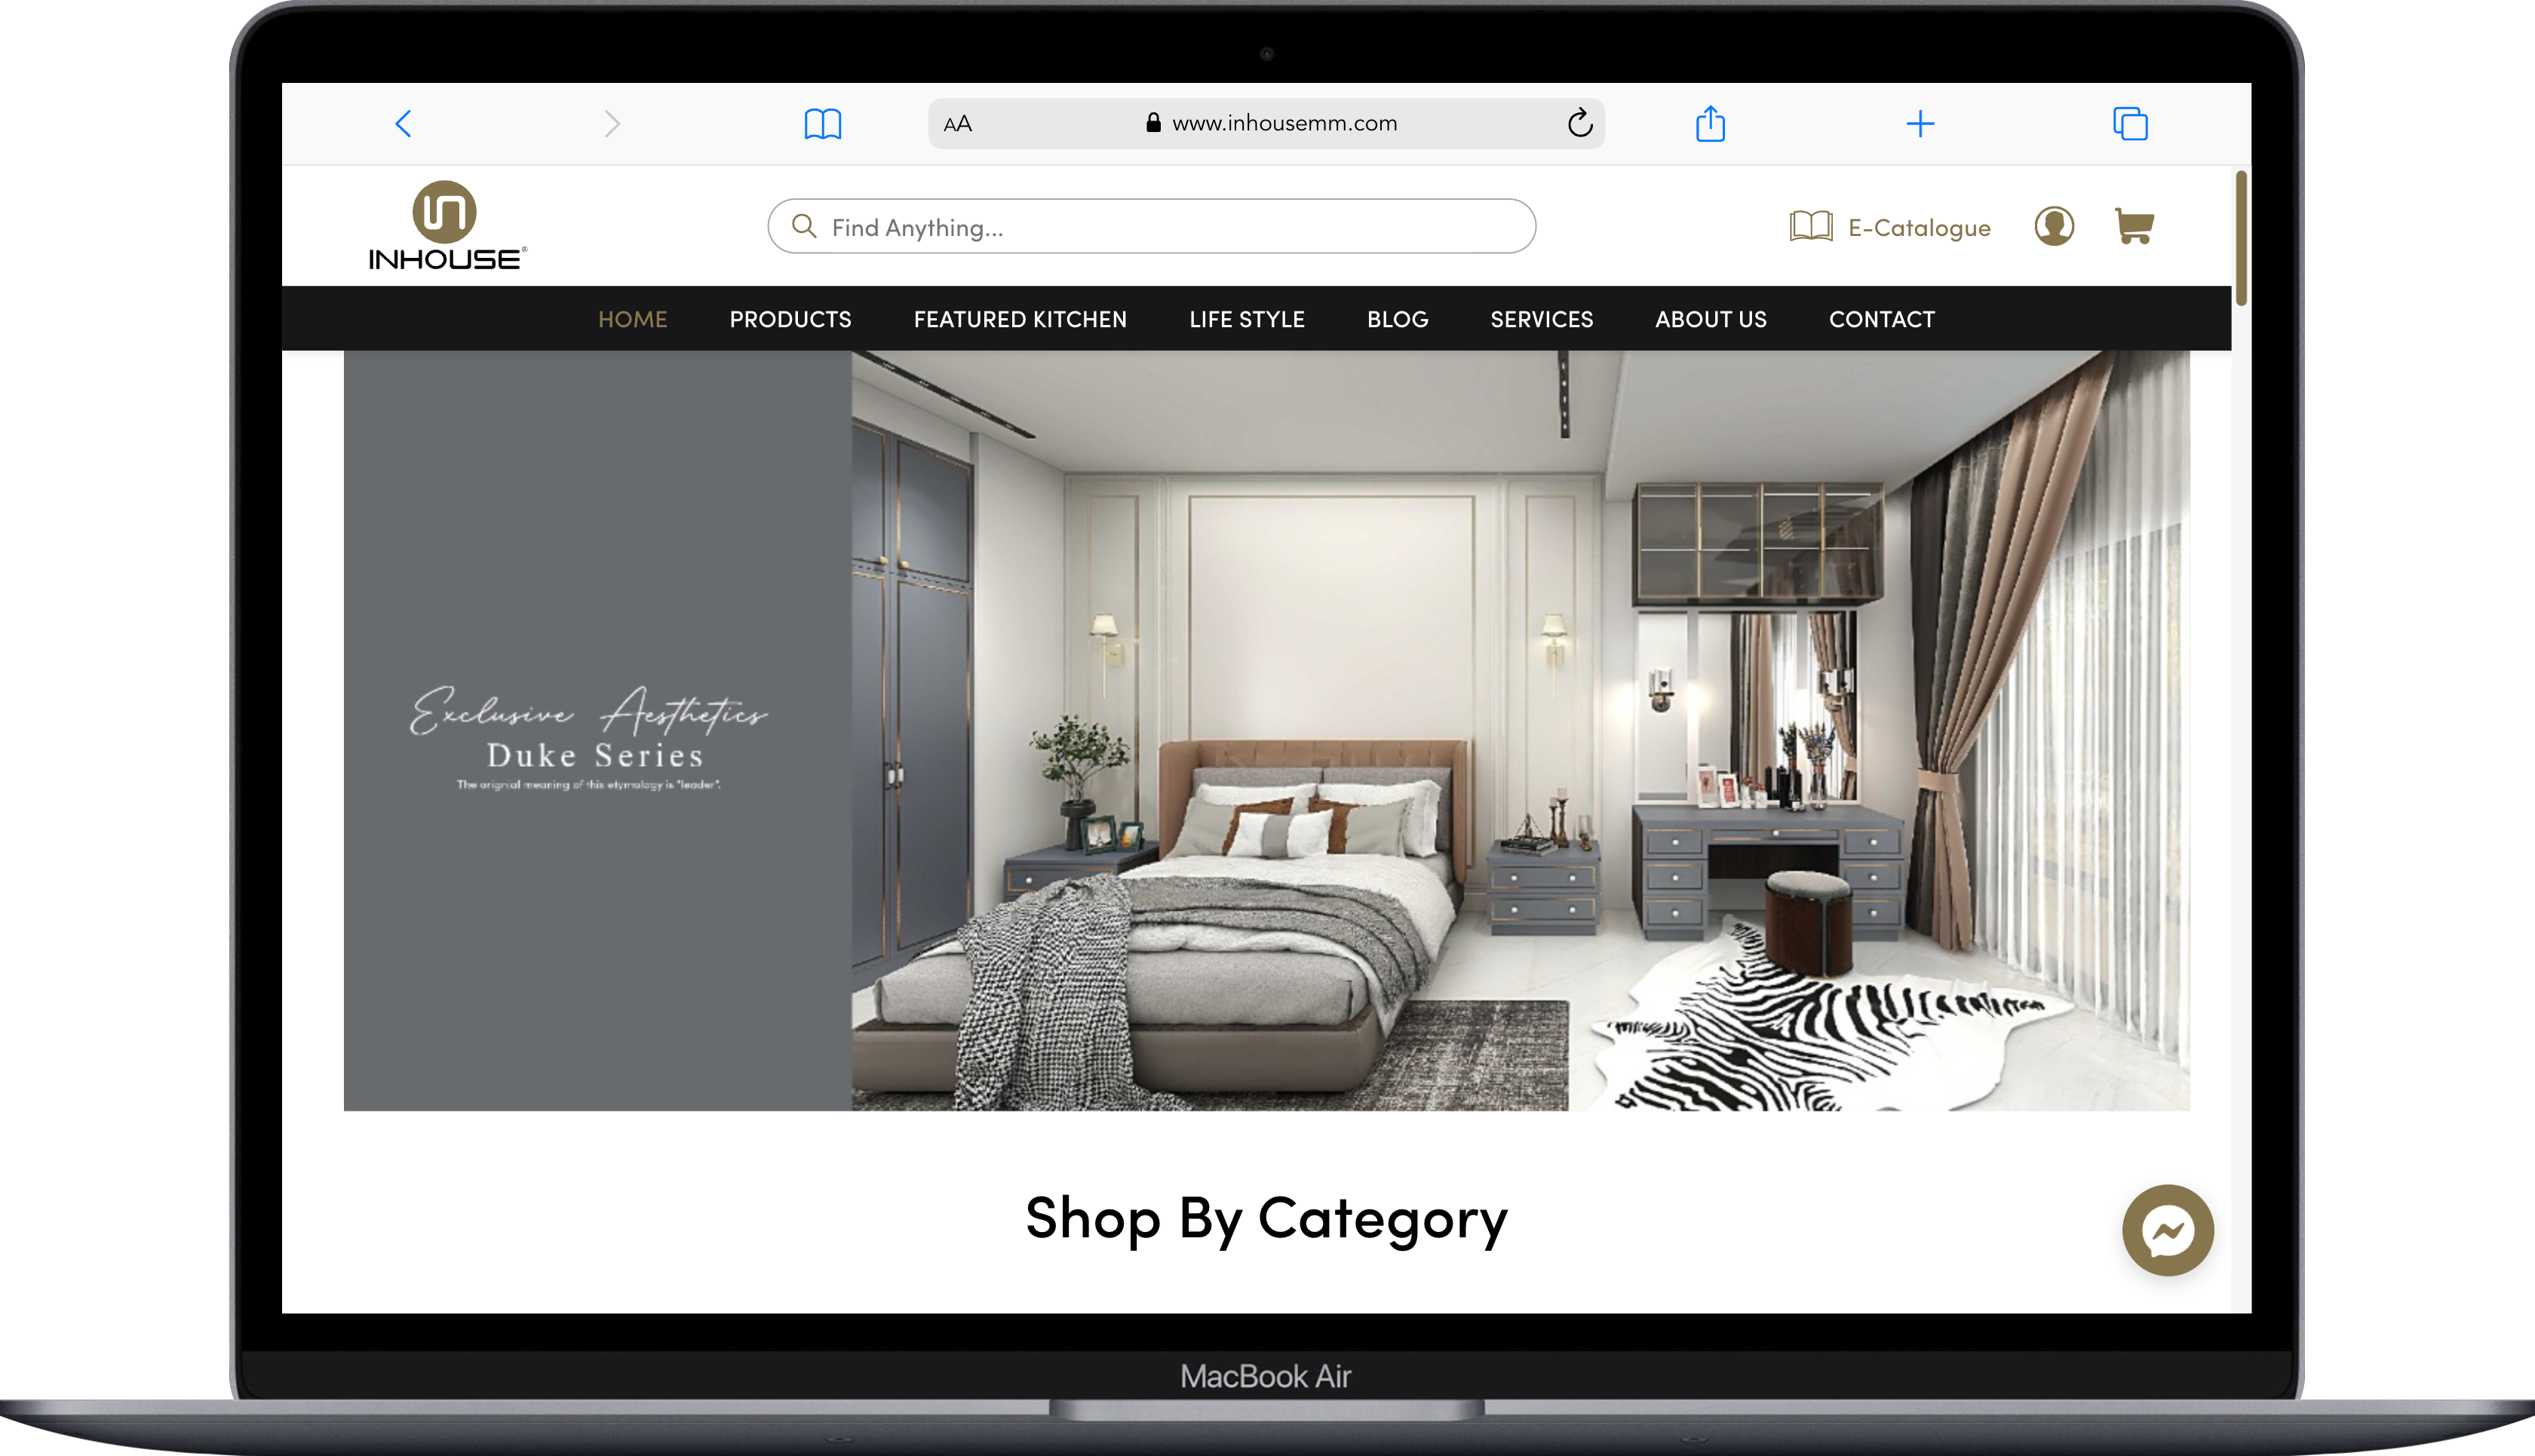 AA www.inhousemm.com
INHOUSE®
Find Anything...
E-Catalogue
HOME PRODUCTS FEATURED KITCHEN LIFE STYLE BLOG SERVICES ABOUT US CONTACT
Exclusive Aesthetics
Duke Series
The orignial meaning of this etymology is "leader".
Shop By Category
MacBook Air